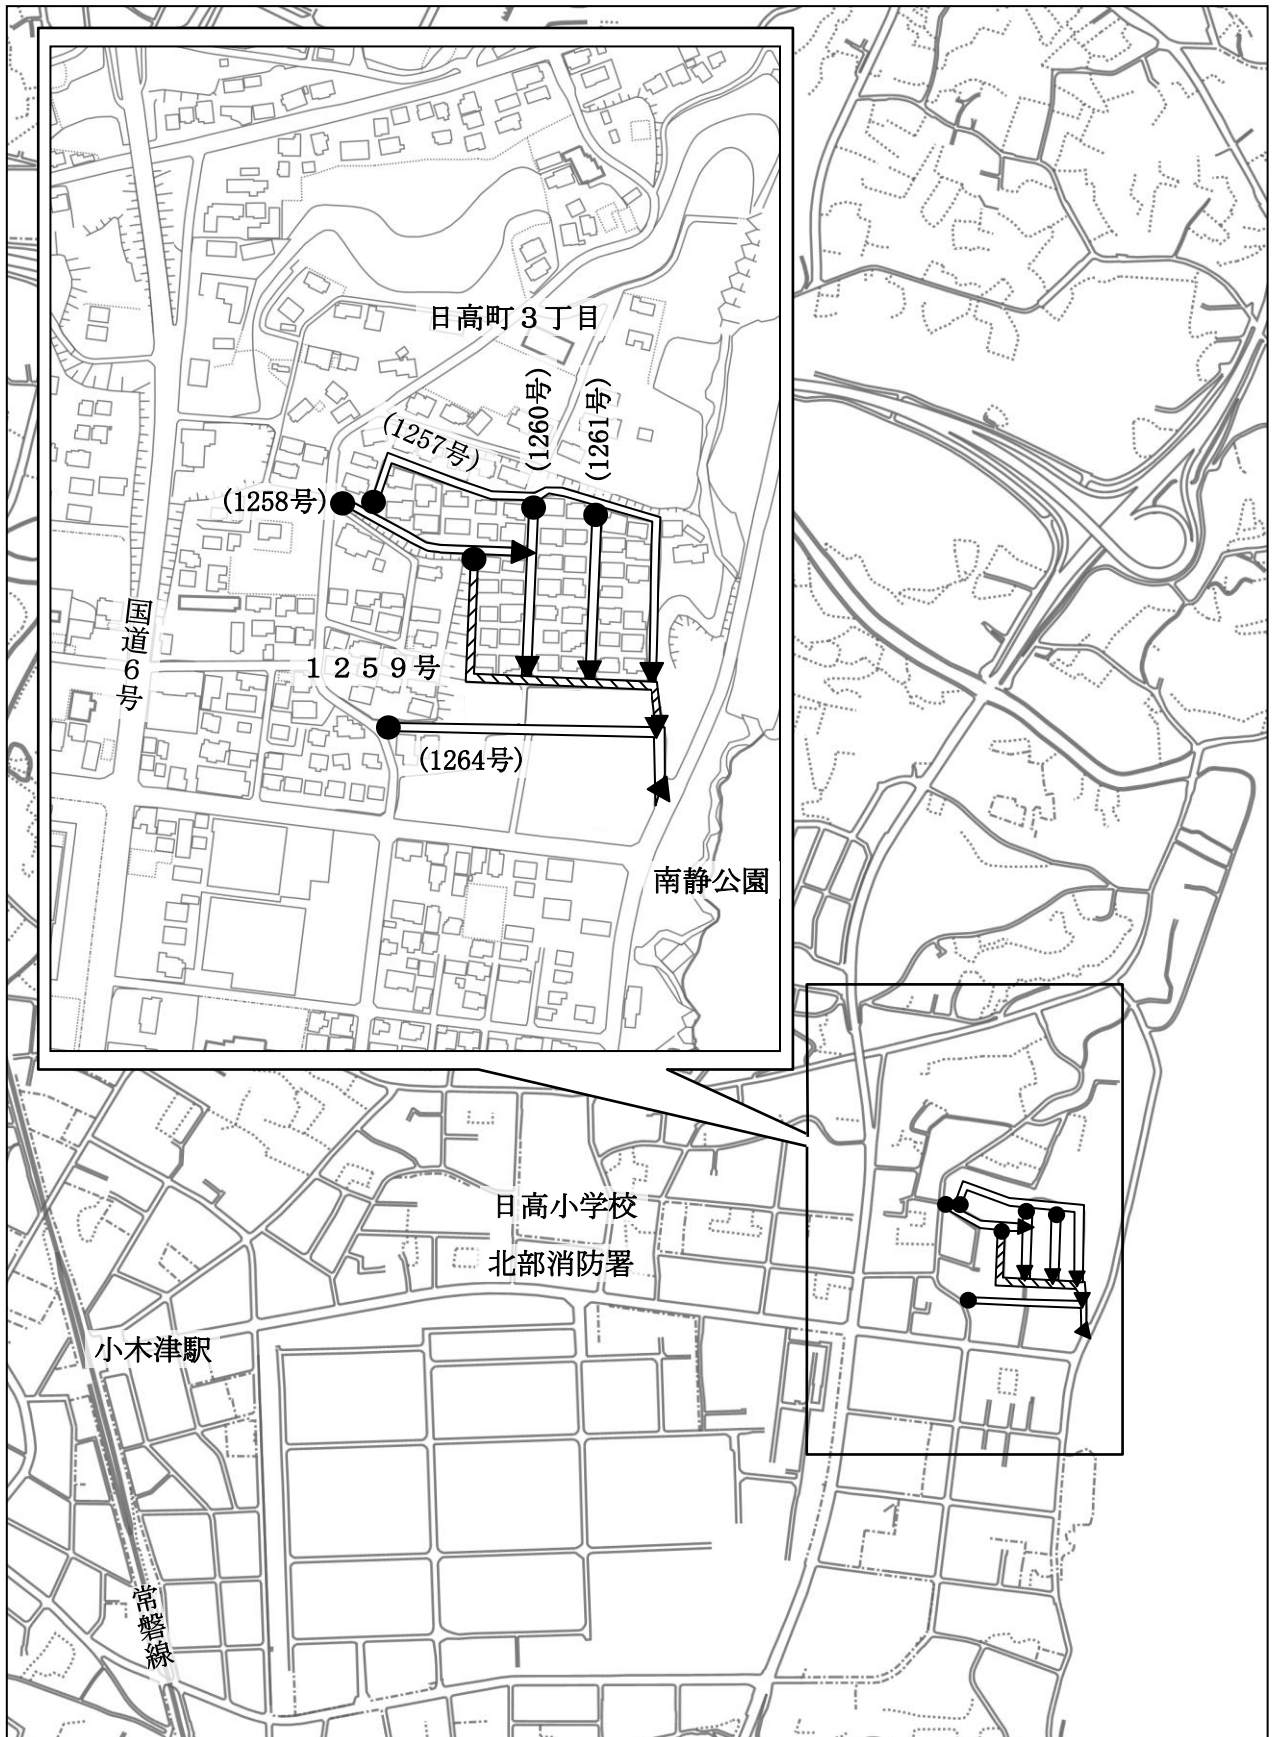 日高町３丁目
(1257号)
(1260号)
(1261号)
(1258号)
国道６号
１２５９号
(1264号)
南静公園
日高小学校
北部消防署
小木津駅
常磐線